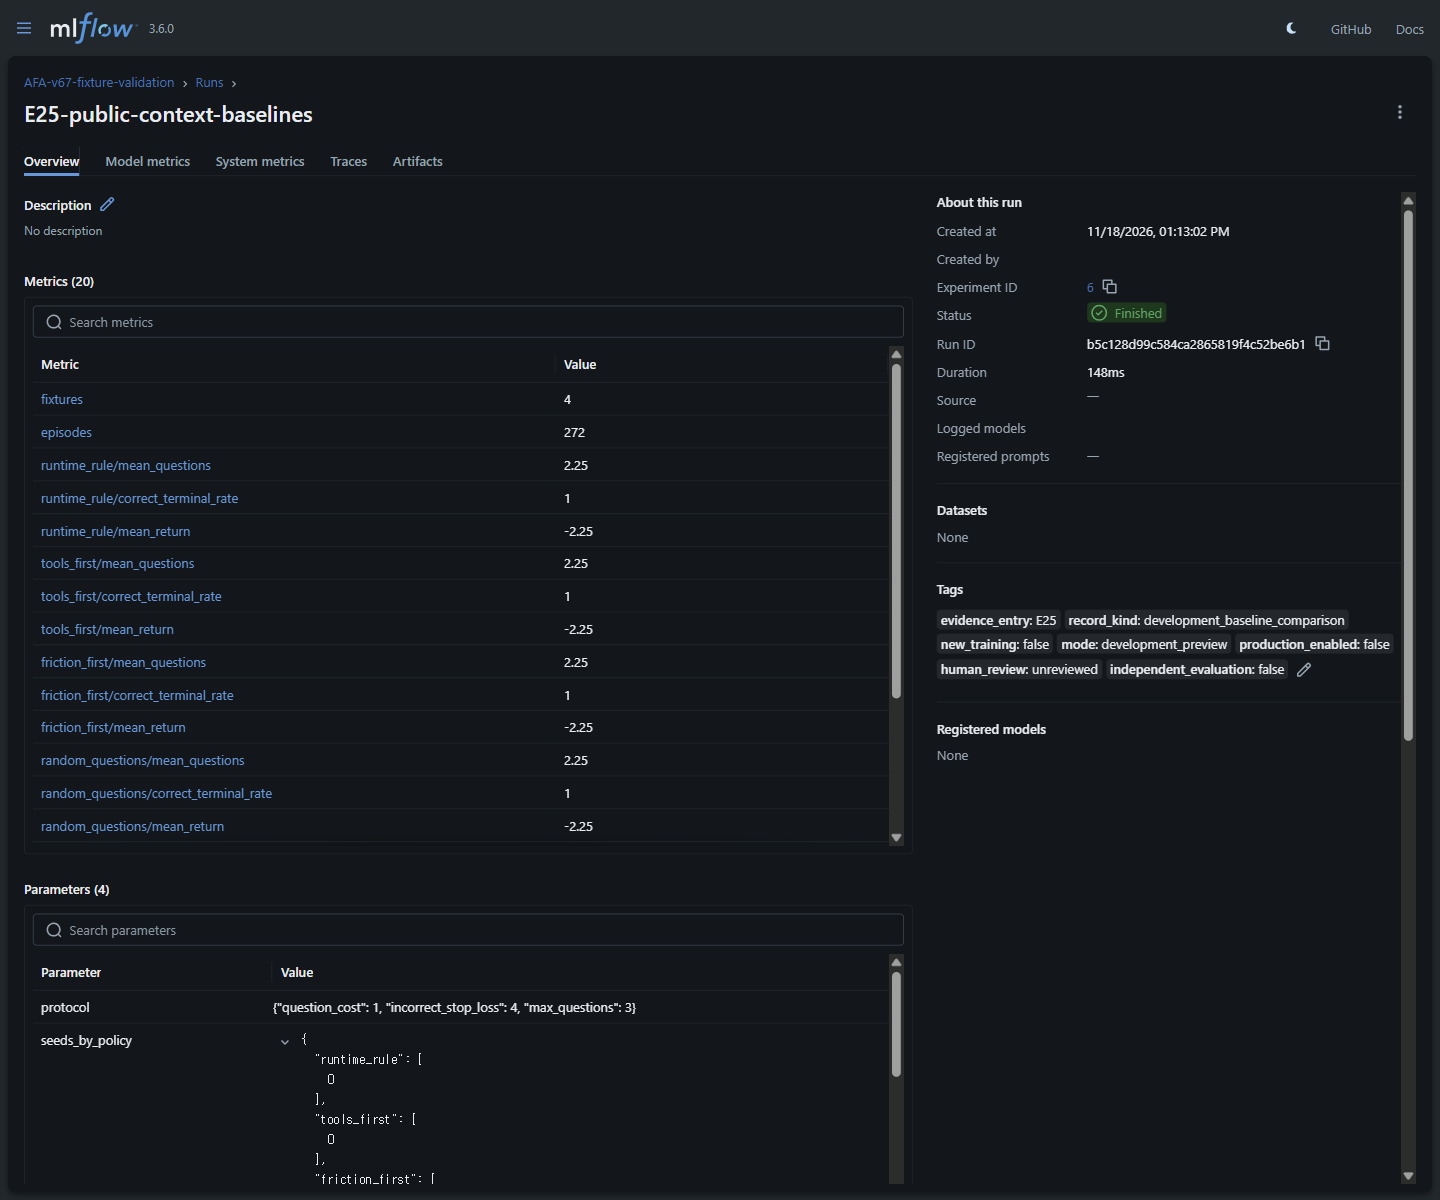 mlflow 3.6.0 GitHub Docs
AFA-v67-fixture-validation › Runs ›
E25-public-context-baselines
Overview Model metrics System metrics Traces Artifacts
Description
No description
Metrics (20)
Search metrics
Metric Value
fixtures 4
episodes 272
runtime_rule/mean_questions 2.25
runtime_rule/correct_terminal_rate 1
runtime_rule/mean_return -2.25
tools_first/mean_questions 2.25
tools_first/correct_terminal_rate 1
tools_first/mean_return -2.25
friction_first/mean_questions 2.25
friction_first/correct_terminal_rate 1
friction_first/mean_return -2.25
random_questions/mean_questions 2.25
random_questions/correct_terminal_rate 1
random_questions/mean_return -2.25
Parameters (4)
Search parameters
Parameter Value
protocol {"question_cost": 1, "incorrect_stop_loss": 4, "max_questions": 3}
seeds_by_policy {
"runtime_rule": [
0
],
"tools_first": [
0
],
"friction_first": [
About this run
Created at 11/18/2026, 01:13:02 PM
Created by
Experiment ID 6
Status Finished
Run ID b5c128d99c584ca2865819f4c52be6b1
Duration 148ms
Source —
Logged models
Registered prompts —
Datasets
None
Tags
evidence_entry: E25 record_kind: development_baseline_comparison
new_training: false mode: development_preview production_enabled: false
human_review: unreviewed independent_evaluation: false
Registered models
None